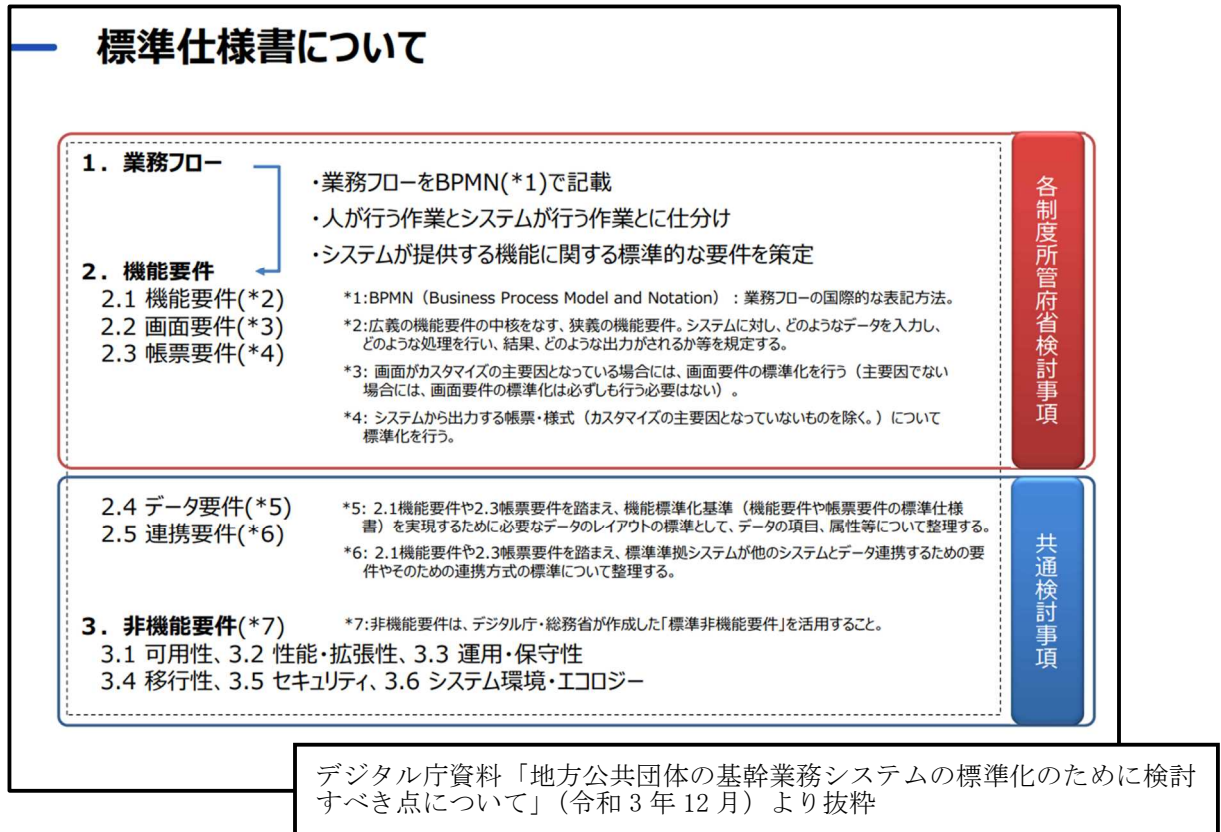 標準仕様書について
1．業務フロー
・業務フローをBPMN(*1)で記載
・人が行う作業とシステムが行う作業とに仕分け
・システムが提供する機能に関する標準的な要件を策定
2．機能要件
2.1 機能要件(*2)
2.2 画面要件(*3)
2.3 帳票要件(*4)
*1:BPMN（Business Process Model and Notation）：業務フローの国際的な表記方法。
*2:広義の機能要件の中核をなす、狭義の機能要件。システムに対し、どのようなデータを入力し、
どのような処理を行い、結果、どのような出力がされるか等を規定する。
*3: 画面がカスタマイズの主要因となっている場合には、画面要件の標準化を行う（主要因でない
場合には、画面要件の標準化は必ずしも行う必要はない）。
*4: システムから出力する帳票・様式（カスタマイズの主要因となっていないものを除く。）について
標準化を行う。
各制度所管府省検討事項
2.4 データ要件(*5)
2.5 連携要件(*6)
*5: 2.1機能要件や2.3帳票要件を踏まえ、機能標準化基準（機能要件や帳票要件の標準仕様
書）を実現するために必要なデータのレイアウトの標準として、データの項目、属性等について整理する。
*6: 2.1機能要件や2.3帳票要件を踏まえ、標準準拠システムが他のシステムとデータ連携するための要
件やそのための連携方式の標準について整理する。
3．非機能要件(*7)
*7:非機能要件は、デジタル庁・総務省が作成した「標準非機能要件」を活用すること。
3.1 可用性、3.2 性能・拡張性、3.3 運用・保守性
3.4 移行性、3.5 セキュリティ、3.6 システム環境・エコロジー
共通検討事項
デジタル庁資料「地方公共団体の基幹業務システムの標準化のために検討
すべき点について」（令和3年12月）より抜粋